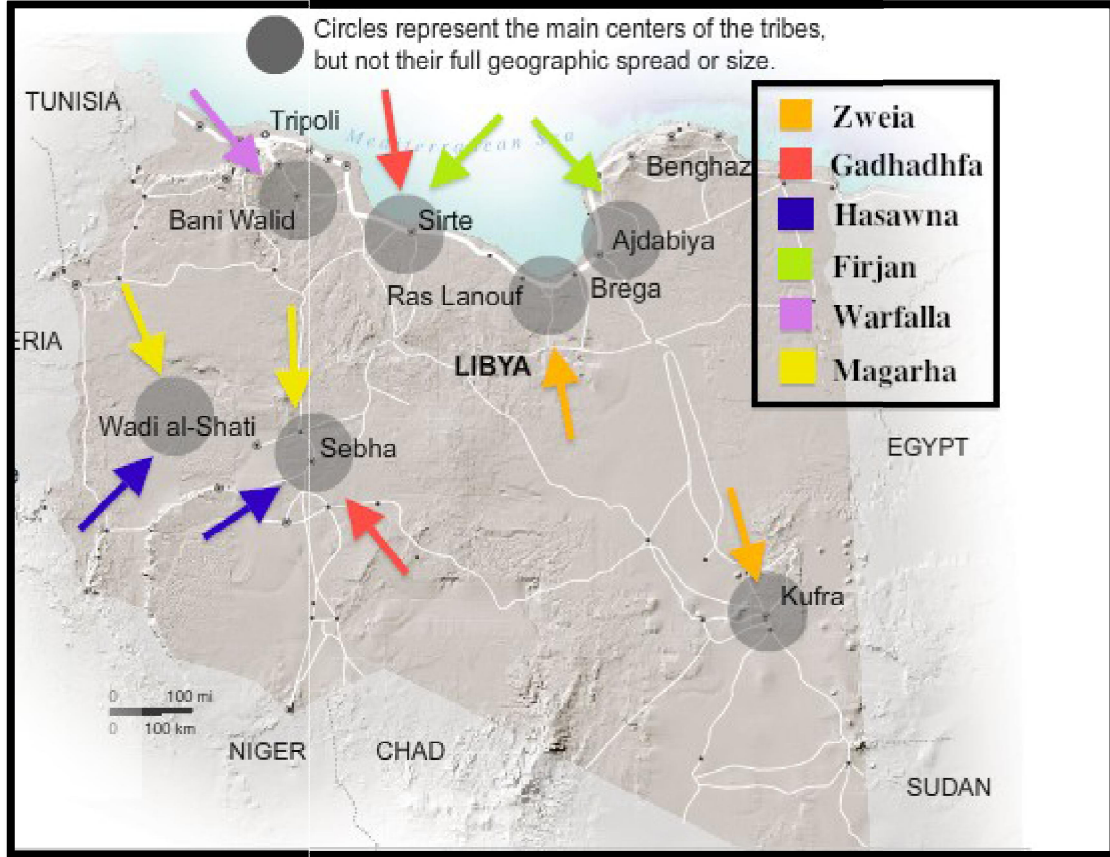 Circles represent the main centers of the tribes,
but not their full geographic spread or size.
TUNISIA
Tripoli
Mediterranean Sea
Benghaz
Bani Walid
Sirte
Ajdabiya
Ras Lanouf
Brega
ERIA
LIBYA
Wadi al-Shati
Sebha
EGYPT
Kufra
0 100 mi
0 100 km
NIGER
CHAD
SUDAN
Zweia
Gadhadhfa
Hasawna
Firjan
Warfalla
Magarha